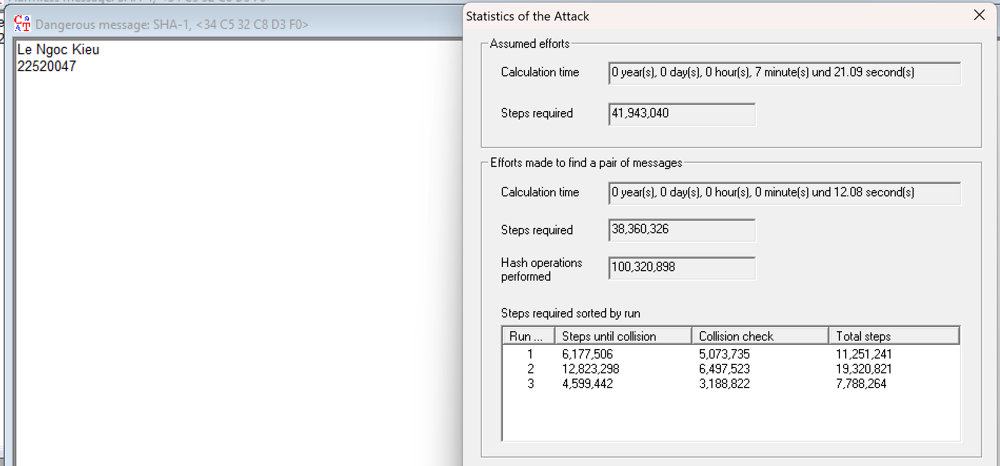 Dangerous message: SHA-1, <34 C5 32 C8 D3 F0>
Le Ngoc Kieu
22520047
Statistics of the Attack
Assumed efforts
Calculation time 0 year(s), 0 day(s), 0 hour(s), 7 minute(s) und 21.09 second(s)
Steps required 41,943,040
Efforts made to find a pair of messages
Calculation time 0 year(s), 0 day(s), 0 hour(s), 0 minute(s) und 12.08 second(s)
Steps required 38,360,326
Hash operations
performed 100,320,898
Steps required sorted by run
Run ... Steps until collision Collision check Total steps
1 6,177,506 5,073,735 11,251,241
2 12,823,298 6,497,523 19,320,821
3 4,599,442 3,188,822 7,788,264